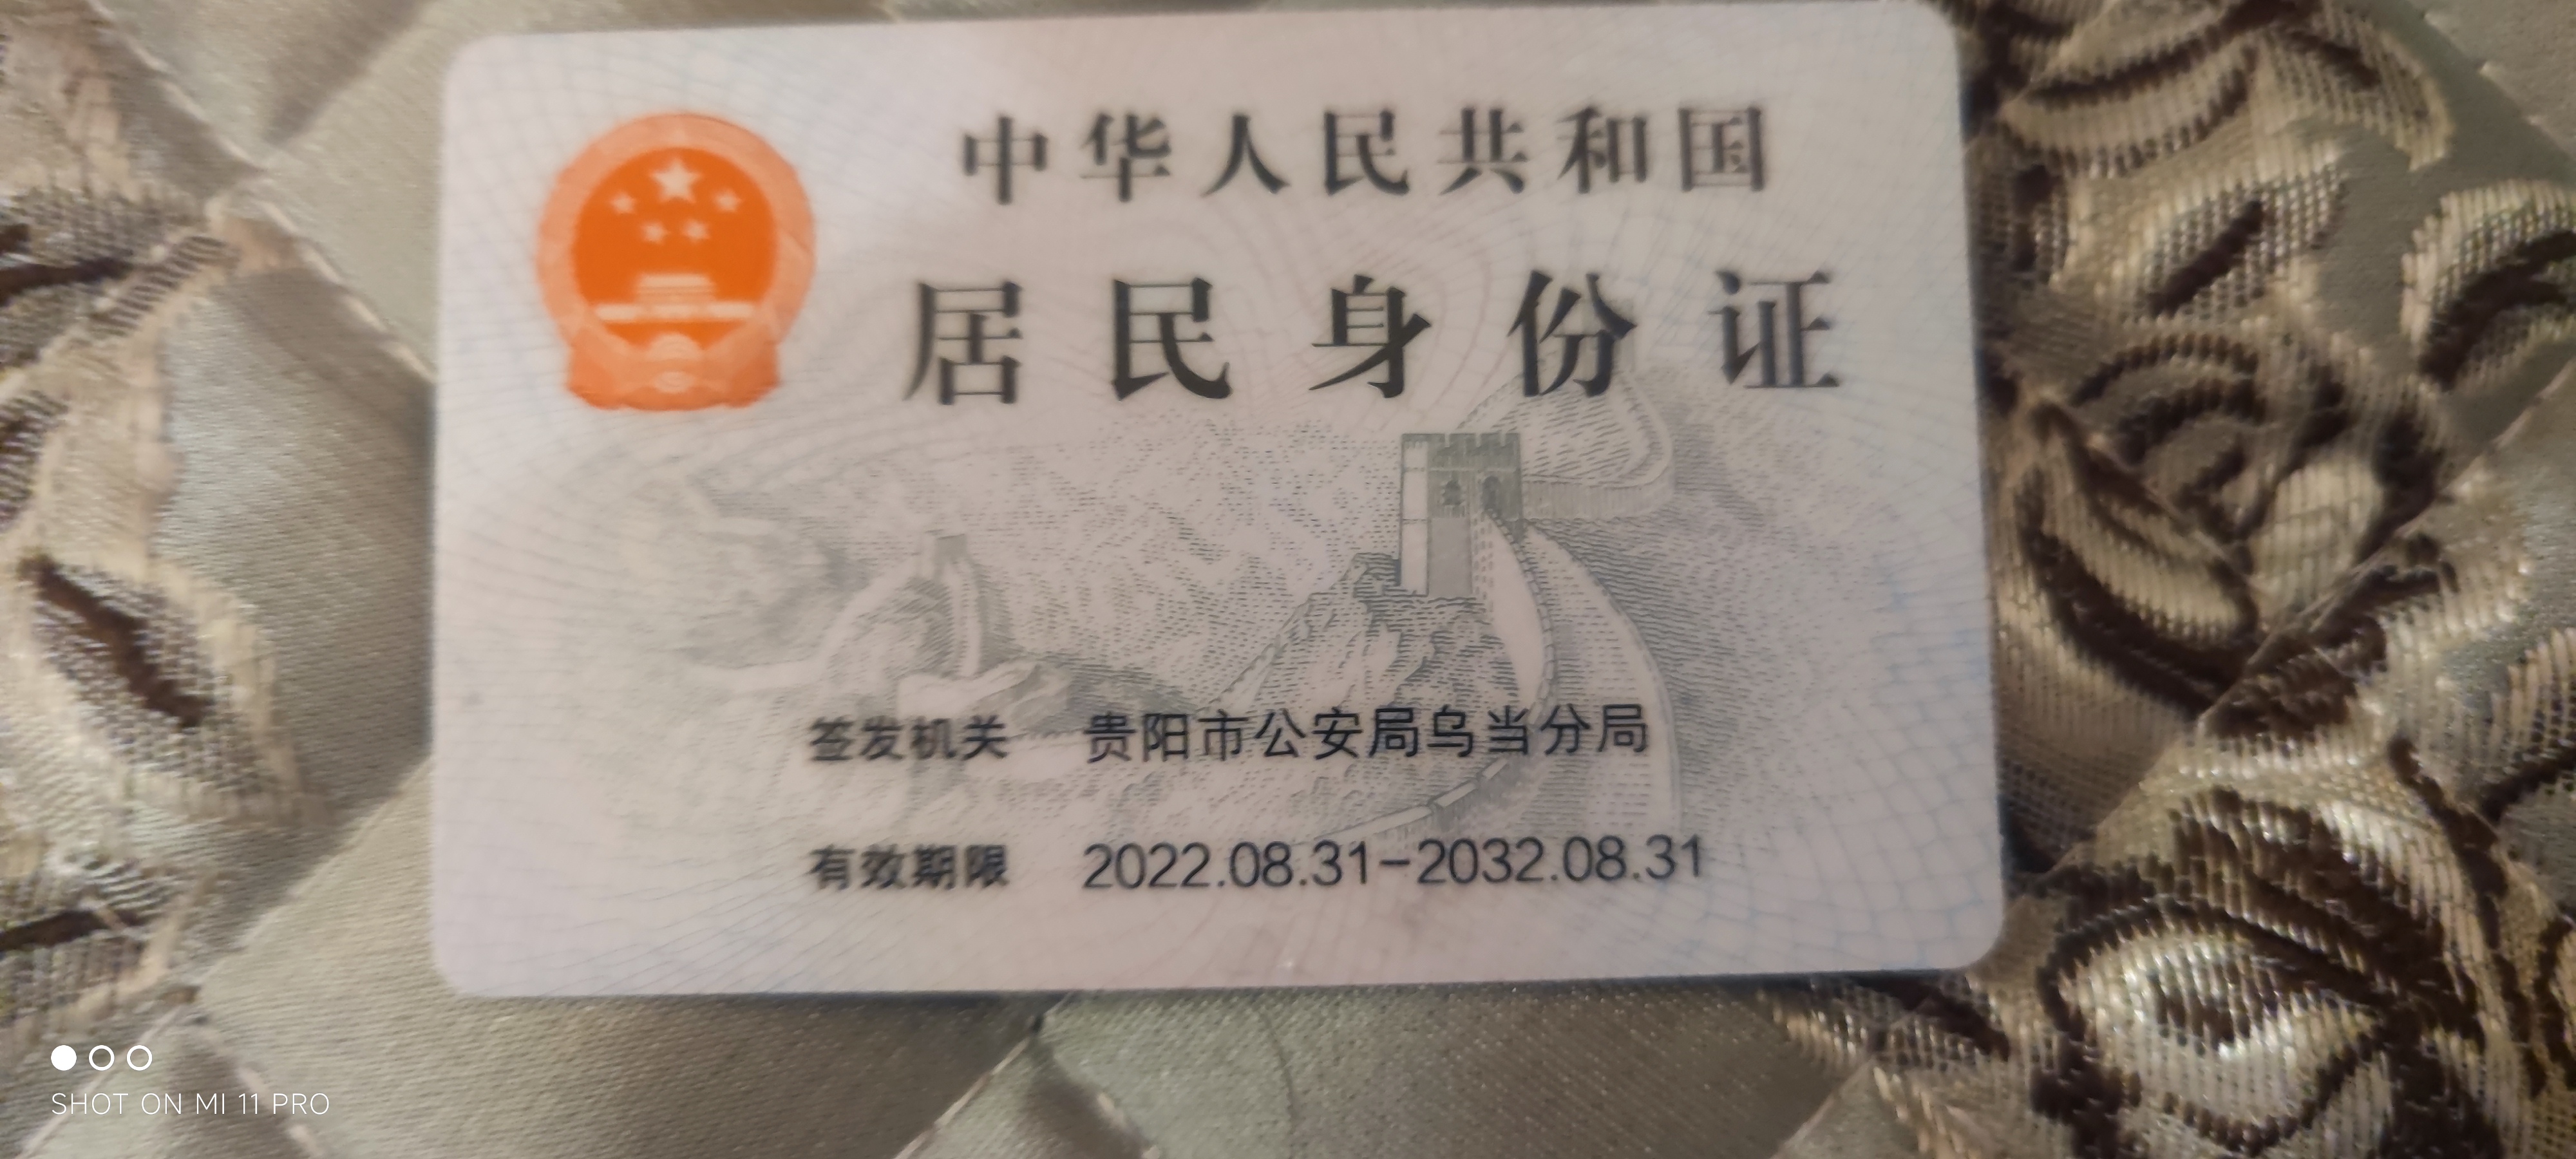 中华人民共和国
居民身份证
签发机关 贵阳市公安局乌当分局
有效期限 2022.08.31-2032.08.31
SHOT ON MI 11 PRO